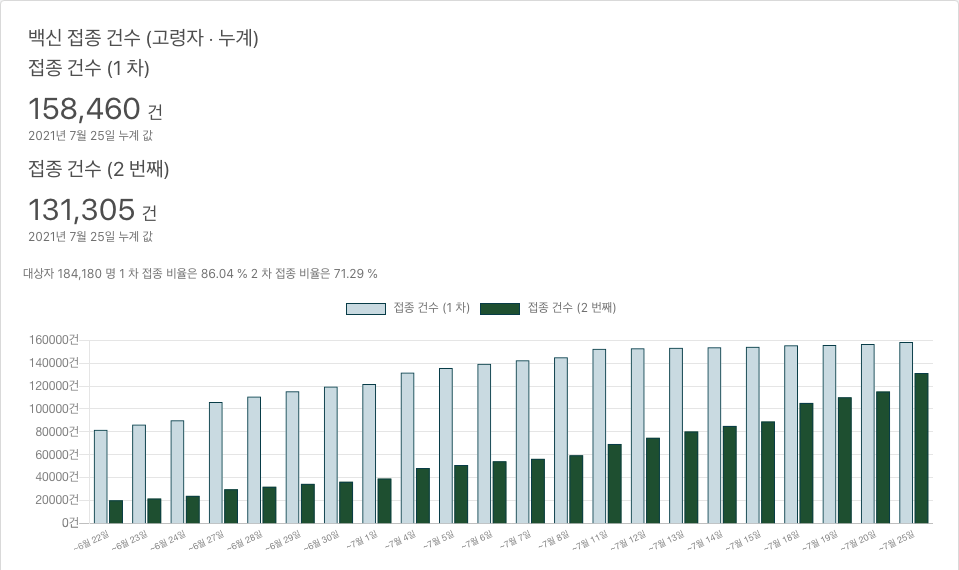 백신 접종 건수 (고령자 · 누계)
접종 건수 (1 차)
158,460 건
2021년 7월 25일 누계 값
접종 건수 (2 번째)
131,305 건
2021년 7월 25일 누계 값
대상자 184,180 명 1 차 접종 비율은 86.04 % 2 차 접종 비율은 71.29 %
접종 건수 (1 차) 접종 건수 (2 번째)
160000건
140000건
120000건
100000건
80000건
60000건
40000건
20000건
0건
~6월 22일 ~6월 23일 ~6월 24일 ~6월 27일 ~6월 28일 ~6월 29일 ~6월 30일 ~7월 1일 ~7월 4일 ~7월 5일 ~7월 6일 ~7월 7일 ~7월 8일 ~7월 11일 ~7월 12일 ~7월 13일 ~7월 14일 ~7월 15일 ~7월 18일 ~7월 19일 ~7월 20일 ~7월 25일